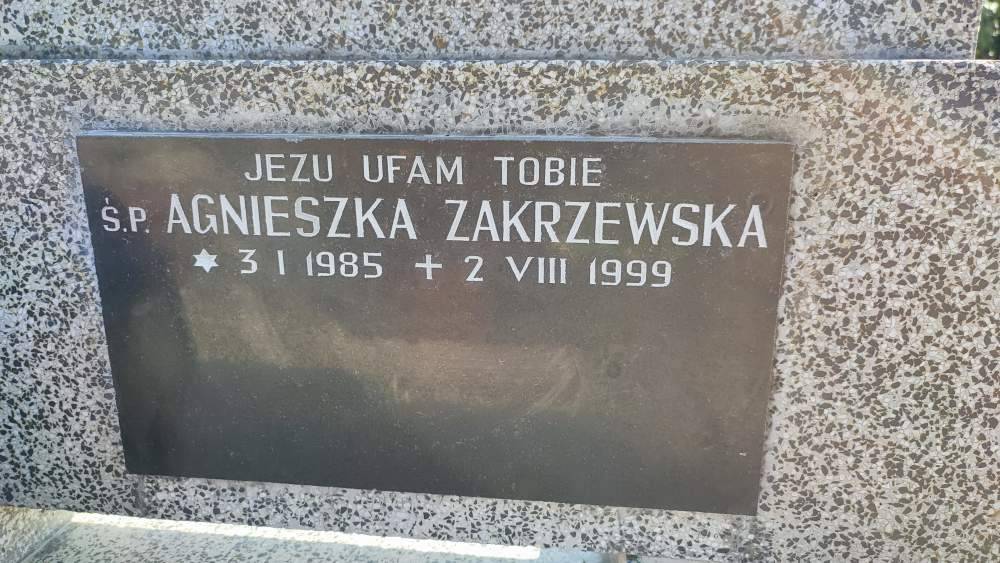 JEZU UFAM TOBIE
Ś.P. AGNIESZKA ZAKRZEWSKA
✶ 3 I 1985 + 2 VIII 1999